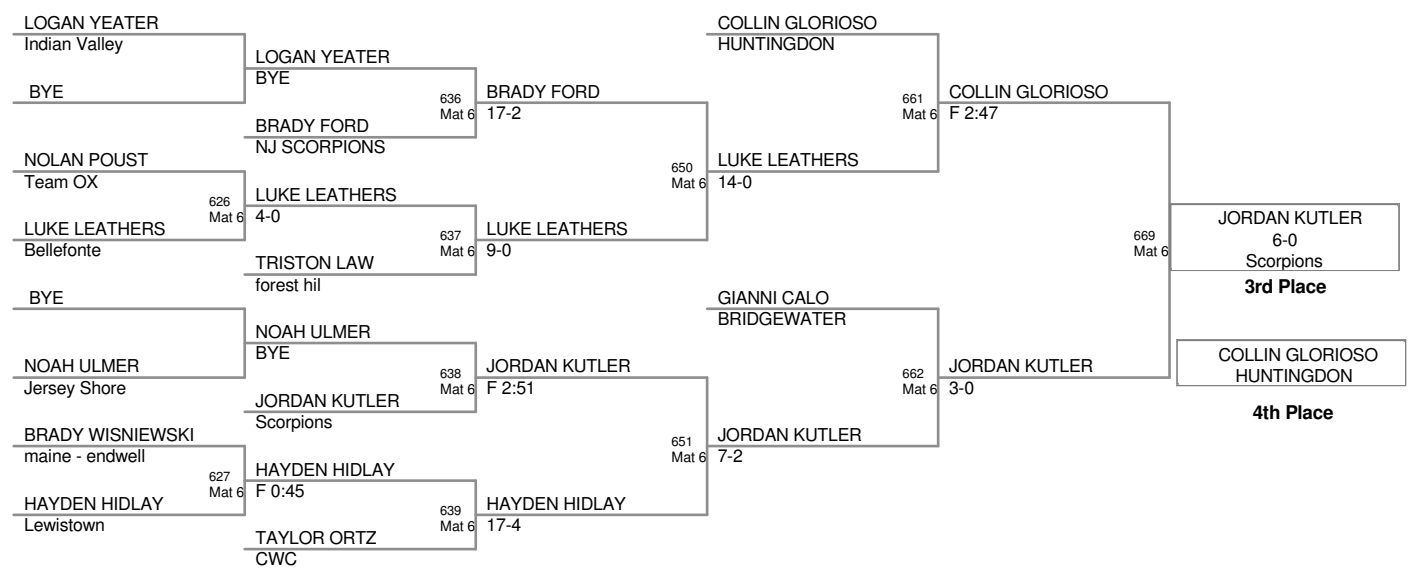 LOGAN YEATER
Indian Valley
BYE
NOLAN POUST
Team OX
626
Mat 6
LUKE LEATHERS
Bellefonte
BYE
NOAH ULMER
Jersey Shore
BRADY WISNIEWSKI
maine - endwell
627
Mat 6
HAYDEN HIDLAY
Lewistown
LOGAN YEATER
BYE
636
Mat 6
BRADY FORD
NJ SCORPIONS
LUKE LEATHERS
4-0
637
Mat 6
TRISTON LAW
forest hil
NOAH ULMER
BYE
638
Mat 6
JORDAN KUTLER
Scorpions
HAYDEN HIDLAY
F 0:45
639
Mat 6
TAYLOR ORTZ
CWC
BRADY FORD
17-2
650
Mat 6
LUKE LEATHERS
9-0
JORDAN KUTLER
F 2:51
651
Mat 6
HAYDEN HIDLAY
17-4
COLLIN GLORIOSO
HUNTINGDON
661
Mat 6
LUKE LEATHERS
14-0
GIANNI CALO
BRIDGEWATER
662
Mat 6
JORDAN KUTLER
7-2
COLLIN GLORIOSO
F 2:47
669
Mat 6
JORDAN KUTLER
3-0
JORDAN KUTLER
6-0
Scorpions
3rd Place
COLLIN GLORIOSO
HUNTINGDON
4th Place